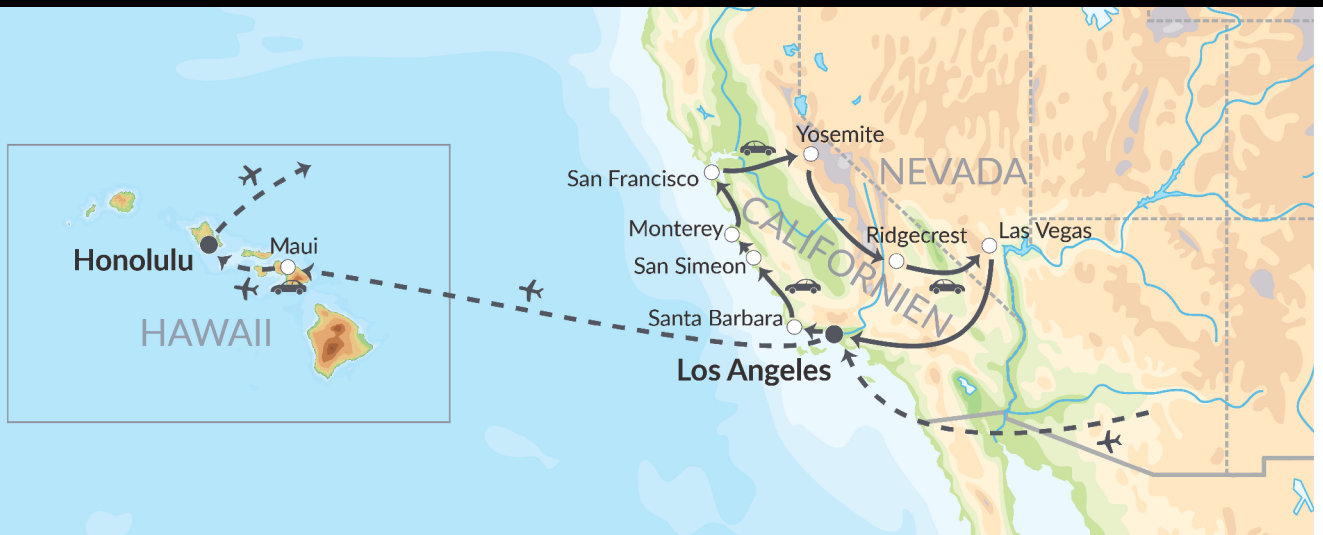 Yosemite
NEVADA
San Francisco
CALIFORNIEN
Monterey
Ridgecrest
Las Vegas
Maui
Honolulu
San Simeon
HAWAII
Santa Barbara
Los Angeles